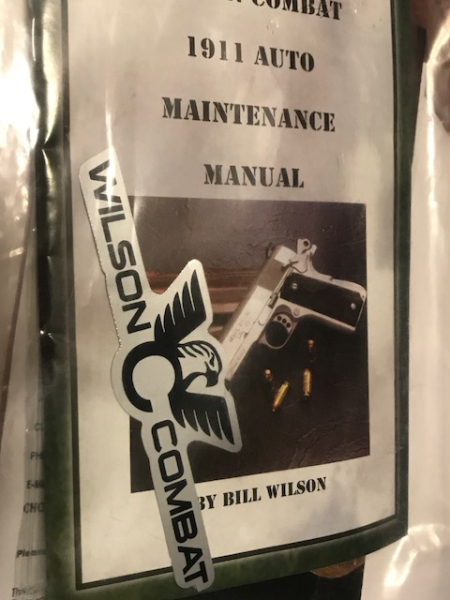 COMBAT
1911 AUTO
MAINTENANCE
MANUAL
WILSON
COMBAT
BY BILL WILSON